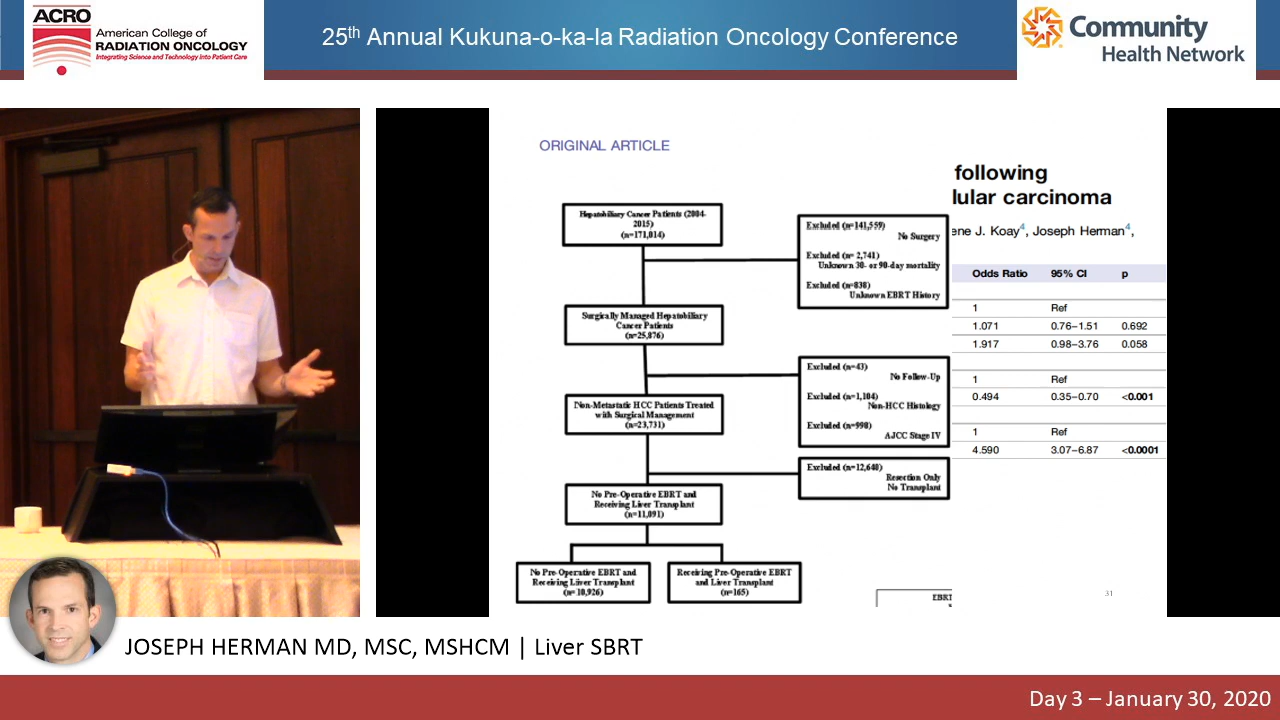 ACRO
American College of
RADIATION ONCOLOGY
Integrating Science and Technology Into Patient Care
25th Annual Kukuna-o-ka-la Radiation Oncology Conference
Community
Health Network
ORIGINAL ARTICLE
following
lular carcinoma
ene J. Koay4, Joseph Herman4,
Hepatobiliary Cancer Patients (2004-
2015)
(n=171,014)
Excluded (n=141,559)
No Surgery
Excluded (n= 2,741)
Unknown 30- or 90-day mortality
Excluded (n=838)
Unknown EBRT History
Surgically Managed Hepatobiliary
Cancer Patients
(n=25,876)
Excluded (n=43)
No Follow-Up
Excluded (n=1,104)
Non-HCC Histology
Excluded (n=998)
AJCC Stage IV
Non-Metastatic HCC Patients Treated
with Surgical Management
(n=23,731)
Excluded (n=12,640)
Resection Only
No Transplant
No Pre-Operative EBRT and
Receiving Liver Transplant
(n=11,091)
No Pre-Operative EBRT and
Receiving Liver Transplant
(n=10,926)
Receiving Pre-Operative EBRT
and Liver Transplant
(n=165)
Odds Ratio 95% CI p
1 Ref
1.071 0.76–1.51 0.692
1.917 0.98–3.76 0.058
1 Ref
0.494 0.35–0.70 <0.001
1 Ref
4.590 3.07–6.87 <0.0001
EBRT
31
JOSEPH HERMAN MD, MSC, MSHCM | Liver SBRT
Day 3 – January 30, 2020